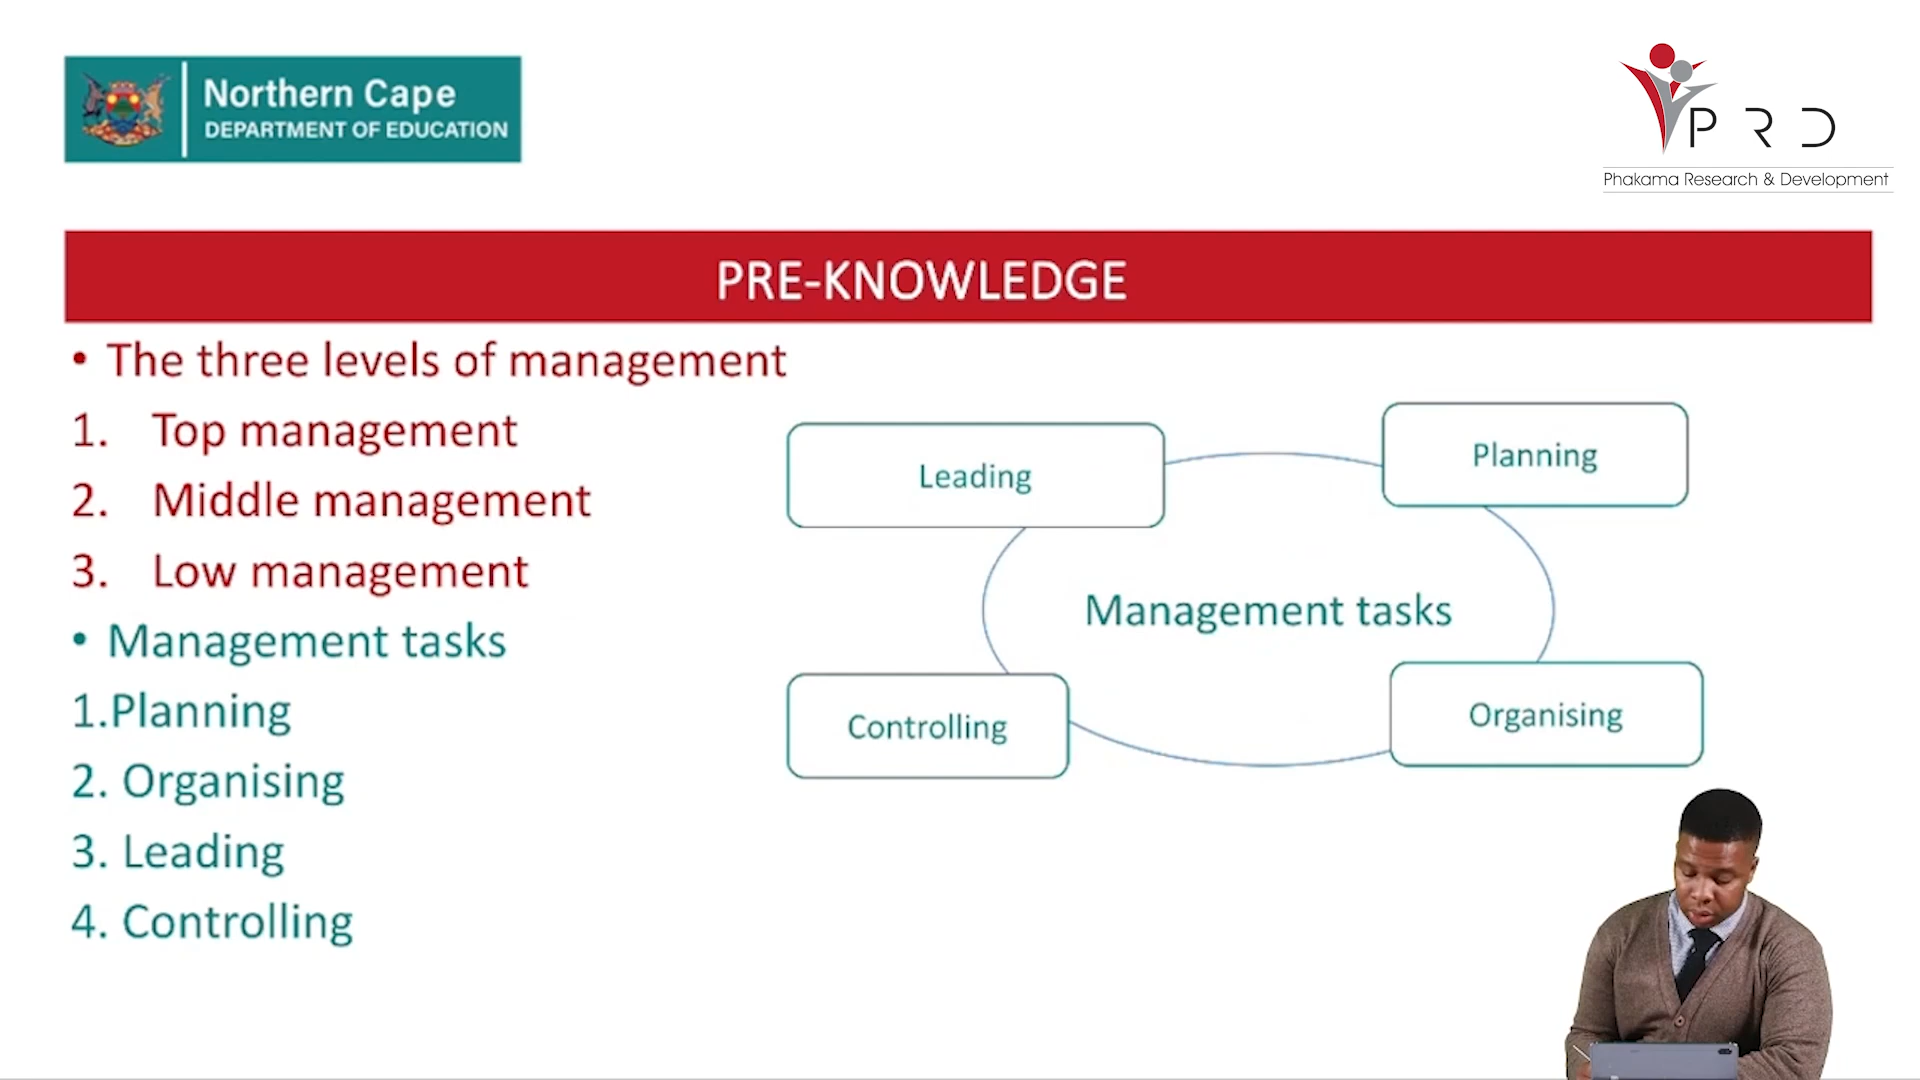 Northern Cape
DEPARTMENT OF EDUCATION
PRD
Phakama Research & Development
PRE-KNOWLEDGE
• The three levels of management
1. Top management
2. Middle management
3. Low management
• Management tasks
1.Planning
2. Organising
3. Leading
4. Controlling
Leading
Planning
Management tasks
Controlling
Organising